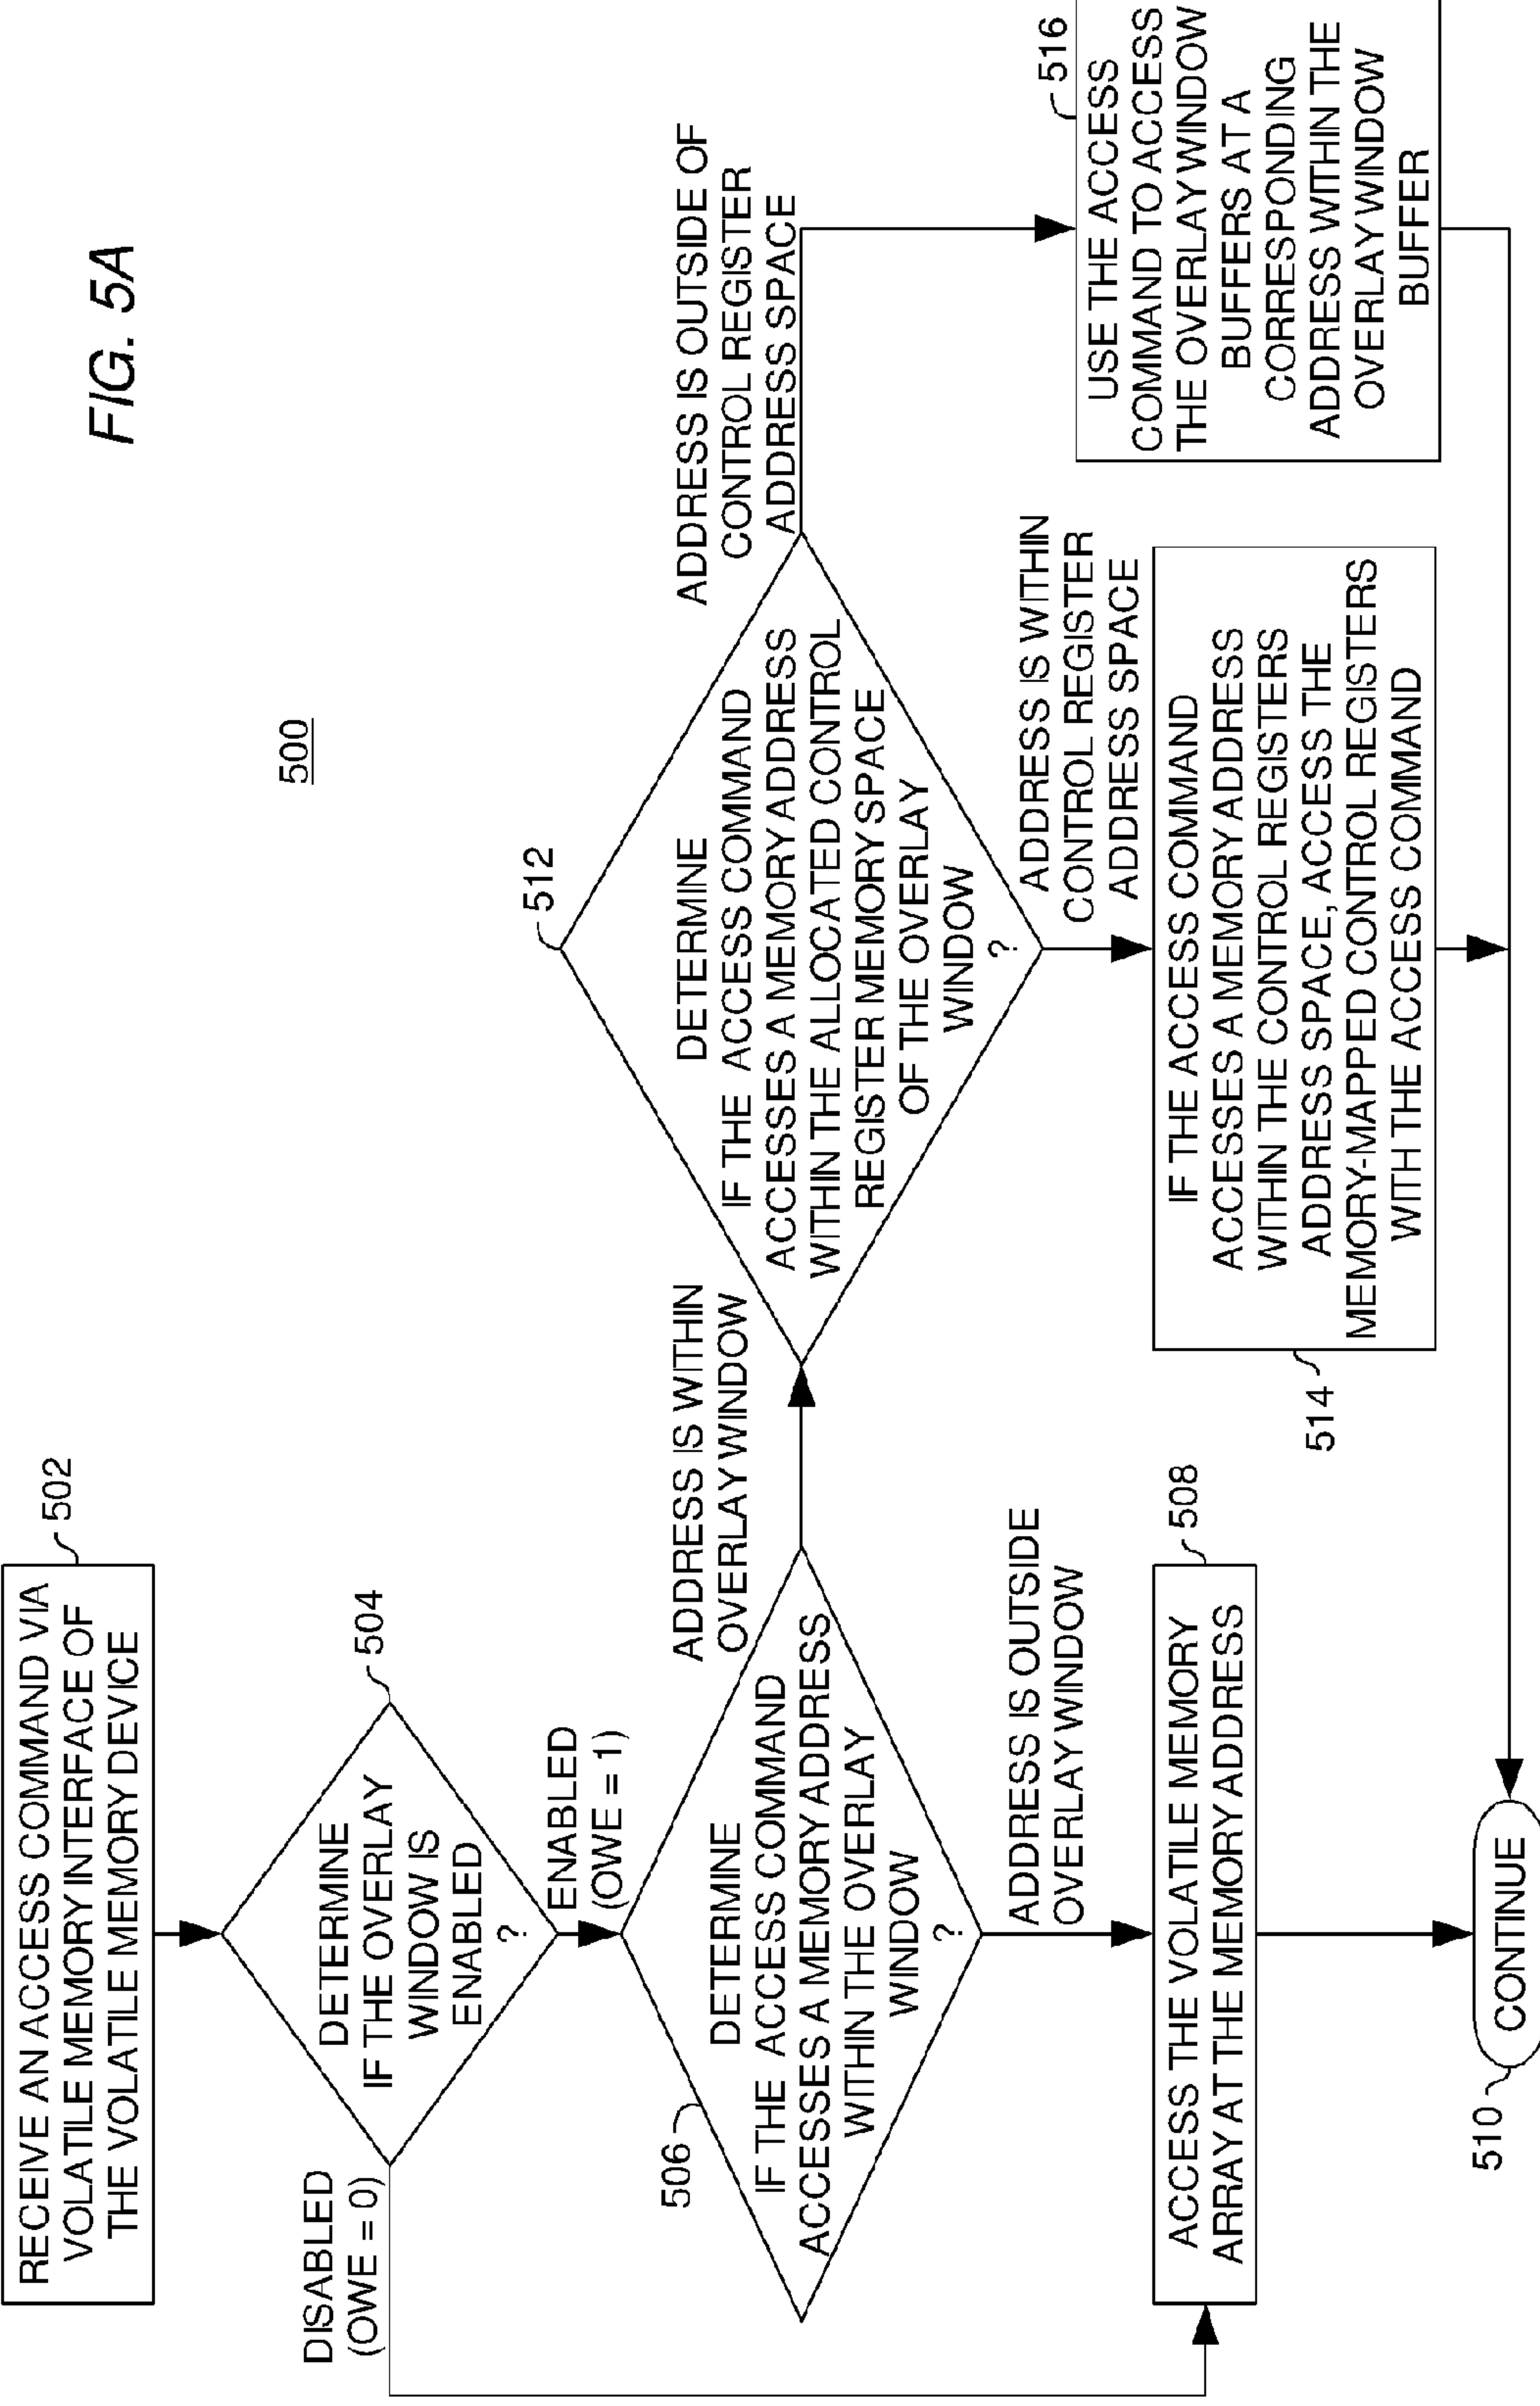 FIG. 5A
500
RECEIVE AN ACCESS COMMAND VIA
VOLATILE MEMORY INTERFACE OF
THE VOLATILE MEMORY DEVICE
502
DETERMINE
IF THE OVERLAY
WINDOW IS
ENABLED
?
504
DISABLED
(OWE = 0)
ENABLED
(OWE = 1)
DETERMINE
IF THE ACCESS COMMAND
ACCESSES A MEMORY ADDRESS
WITHIN THE OVERLAY
WINDOW
?
506
ADDRESS IS WITHIN
OVERLAY WINDOW
ADDRESS IS OUTSIDE
OVERLAY WINDOW
ACCESS THE VOLATILE MEMORY
ARRAY AT THE MEMORY ADDRESS
508
DETERMINE
IF THE ACCESS COMMAND
ACCESSES A MEMORY ADDRESS
WITHIN THE ALLOCATED CONTROL
REGISTER MEMORY SPACE
OF THE OVERLAY
WINDOW
?
512
ADDRESS IS OUTSIDE OF
CONTROL REGISTER
ADDRESS SPACE
ADDRESS IS WITHIN
CONTROL REGISTER
ADDRESS SPACE
IF THE ACCESS COMMAND
ACCESSES A MEMORY ADDRESS
WITHIN THE CONTROL REGISTERS
ADDRESS SPACE, ACCESS THE
MEMORY-MAPPED CONTROL REGISTERS
WITH THE ACCESS COMMAND
514
USE THE ACCESS
COMMAND TO ACCESS
THE OVERLAY WINDOW
BUFFERS AT A
CORRESPONDING
ADDRESS WITHIN THE
OVERLAY WINDOW
BUFFER
516
CONTINUE
510